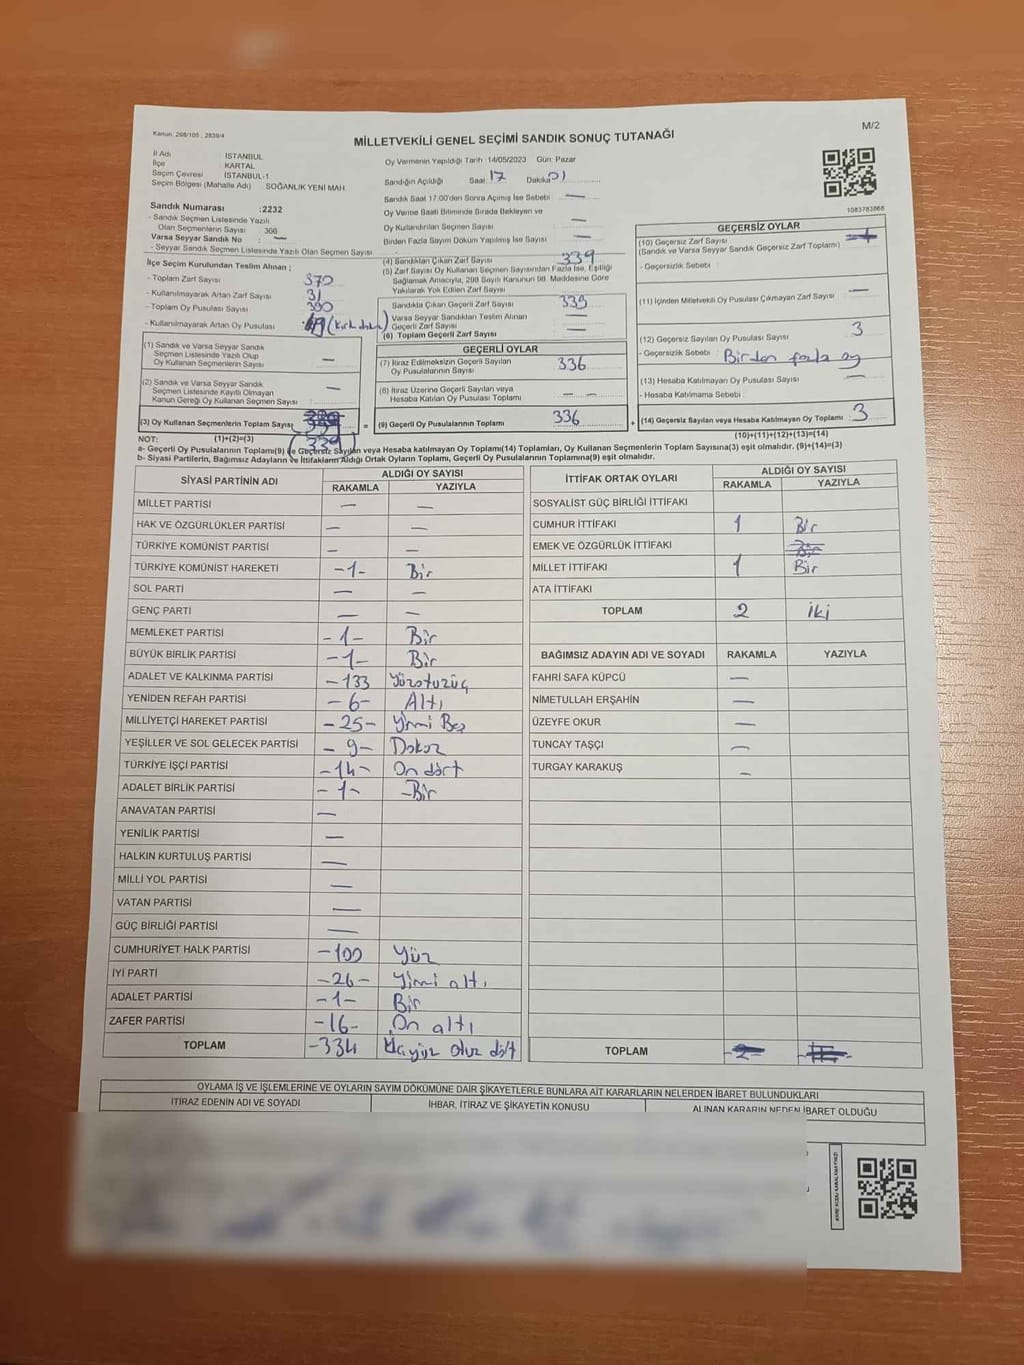 Kanun: 298/105 , 2839/4
M/2
MİLLETVEKİLİ GENEL SEÇİMİ SANDIK SONUÇ TUTANAĞI
İl Adı : İSTANBUL
İlçe : KARTAL
Seçim Çevresi : İSTANBUL-1
Seçim Bölgesi (Mahalle Adı) SOĞANLIK YENİ MAH
Sandık Numarası :2232
- Sandık Seçmen Listesinde Yazılı
Olan Seçmenlerin Sayısı : 366
Varsa Seyyar Sandık No : —
- Seyyar Sandık Seçmen Listesinde Yazılı Olan Seçmen Sayısı
İlçe Seçim Kurulundan Teslim Alınan ;
- Toplam Zarf Sayısı 370
- Kullanılmayarak Artan Zarf Sayısı 31
- Toplam Oy Pusulası Sayısı
- Kullanılmayarak Artan Oy Pusulası
(1) Sandık ve Varsa Seyyar Sandık
Seçmen Listesinde Yazılı Olup
Oy Kullanan Seçmenlerin Sayısı —
(2) Sandık ve Varsa Seyyar Sandık
Seçmen Listesinde Kayıtlı Olmayan
Kanun Gereği Oy Kullanan Seçmen Sayısı —
(3) Oy Kullanan Seçmenlerin Toplam Sayısı
(339)
Oy Vermenin Yapıldığı Tarih :14/05/2023 Gün: Pazar
Sandığın Açıldığı Saat 17 Dakika 01
Sandık Saat 17.00'den Sonra Açılmış İse Sebebi —
Oy Verme Saati Bitiminde Sırada Bekleyen ve
Oy Kullandırılan Seçmen Sayısı —
Birden Fazla Sayım Döküm Yapılmış İse Sayısı —
(4) Sandıktan Çıkan Zarf Sayısı 339
(5) Zarf Sayısı Oy Kullanan Seçmen Sayısından Fazla İse, Eşitliği
Sağlamak Amacıyla, 298 Sayılı Kanunun 98. Maddesine Göre
Yakılarak Yok Edilen Zarf Sayısı
Sandıkta Çıkan Geçerli Zarf Sayısı 339
Varsa Seyyar Sandıktan Teslim Alınan
Geçerli Zarf Sayısı —
(6) Toplam Geçerli Zarf Sayısı —
GEÇERLİ OYLAR
(7) İtiraz Edilmeksizin Geçerli Sayılan
Oy Pusulalarının Sayısı 336
(8) İtiraz Üzerine Geçerli Sayılan veya
Hesaba Katılan Oy Pusulası Toplamı — —
= (9) Geçerli Oy Pusulalarının Toplamı 336
1083783868
GEÇERSİZ OYLAR
(10) Geçersiz Zarf Sayısı
(Sandık ve Varsa Seyyar Sandık Geçersiz Zarf Toplamı)
- Geçersizlik Sebebi :
(11) İçinden Milletvekili Oy Pusulası Çıkmayan Zarf Sayısı —
(12) Geçersiz Sayılan Oy Pusulası Sayısı 3
- Geçersizlik Sebebi : Birden fazla oy
(13) Hesaba Katılmayan Oy Pusulası Sayısı —
- Hesaba Katılmama Sebebi :
+ (14) Geçersiz Sayılan veya Hesaba Katılmayan Oy Toplamı 3
NOT: (1)+(2)=(3) (10)+(11)+(12)+(13)=(14)
a- Geçerli Oy Pusulalarının Toplamı(9) ile Geçersiz Sayılan veya Hesaba katılmayan Oy Toplamı(14) Toplamları, Oy Kullanan Seçmenlerin Toplam Sayısına(3) eşit olmalıdır. (9)+(14)=(3)
b- Siyasi Partilerin, Bağımsız Adayların ve İttifakların Aldığı Ortak Oyların Toplamı, Geçerli Oy Pusulalarının Toplamına(9) eşit olmalıdır.
SİYASİ PARTİNİN ADI ALDIĞI OY SAYISI
RAKAMLA YAZIYLA
MİLLET PARTİSİ — —
HAK VE ÖZGÜRLÜKLER PARTİSİ — —
TÜRKİYE KOMÜNİST PARTİSİ — —
TÜRKİYE KOMÜNİST HAREKETİ -1- Bir
SOL PARTİ — —
GENÇ PARTİ — —
MEMLEKET PARTİSİ -1- Bir
BÜYÜK BİRLİK PARTİSİ -1- Bir
ADALET VE KALKINMA PARTİSİ -133 Yüzotuzüç
YENİDEN REFAH PARTİSİ -6- Altı
MİLLİYETÇİ HAREKET PARTİSİ -25- Yirmi Beş
YEŞİLLER VE SOL GELECEK PARTİSİ -9- Dokuz
TÜRKİYE İŞÇİ PARTİSİ -14- On dört
ADALET BİRLİK PARTİSİ -1- -Bir
ANAVATAN PARTİSİ —
YENİLİK PARTİSİ —
HALKIN KURTULUŞ PARTİSİ —
MİLLİ YOL PARTİSİ —
VATAN PARTİSİ —
GÜÇ BİRLİĞİ PARTİSİ —
CUMHURİYET HALK PARTİSİ -100 Yüz
İYİ PARTİ -26- Yirmi altı
ADALET PARTİSİ -1- Bir
ZAFER PARTİSİ -16- On altı
TOPLAM -334 Üçyüz otuz dört
İTTİFAK ORTAK OYLARI ALDIĞI OY SAYISI
RAKAMLA YAZIYLA
SOSYALİST GÜÇ BİRLİĞİ İTTİFAKI
CUMHUR İTTİFAKI 1 Bir
EMEK VE ÖZGÜRLÜK İTTİFAKI Bir
MİLLET İTTİFAKI 1 Bir
ATA İTTİFAKI
TOPLAM 2 iki
BAĞIMSIZ ADAYIN ADI VE SOYADI RAKAMLA YAZIYLA
FAHRİ SAFA KÜPCÜ —
NİMETULLAH ERŞAHİN —
ÜZEYFE OKUR —
TUNCAY TAŞÇI —
TURGAY KARAKUŞ —
TOPLAM
OYLAMA İŞ VE İŞLEMLERİNE VE OYLARIN SAYIM DÖKÜMÜNE DAİR ŞİKAYETLERLE BUNLARA AİT KARARLARIN NELERDEN İBARET BULUNDUKLARI
İTİRAZ EDENİN ADI VE SOYADI İHBAR, İTİRAZ VE ŞİKAYETİN KONUSU ALINAN KARARIN NEDEN İBARET OLDUĞU